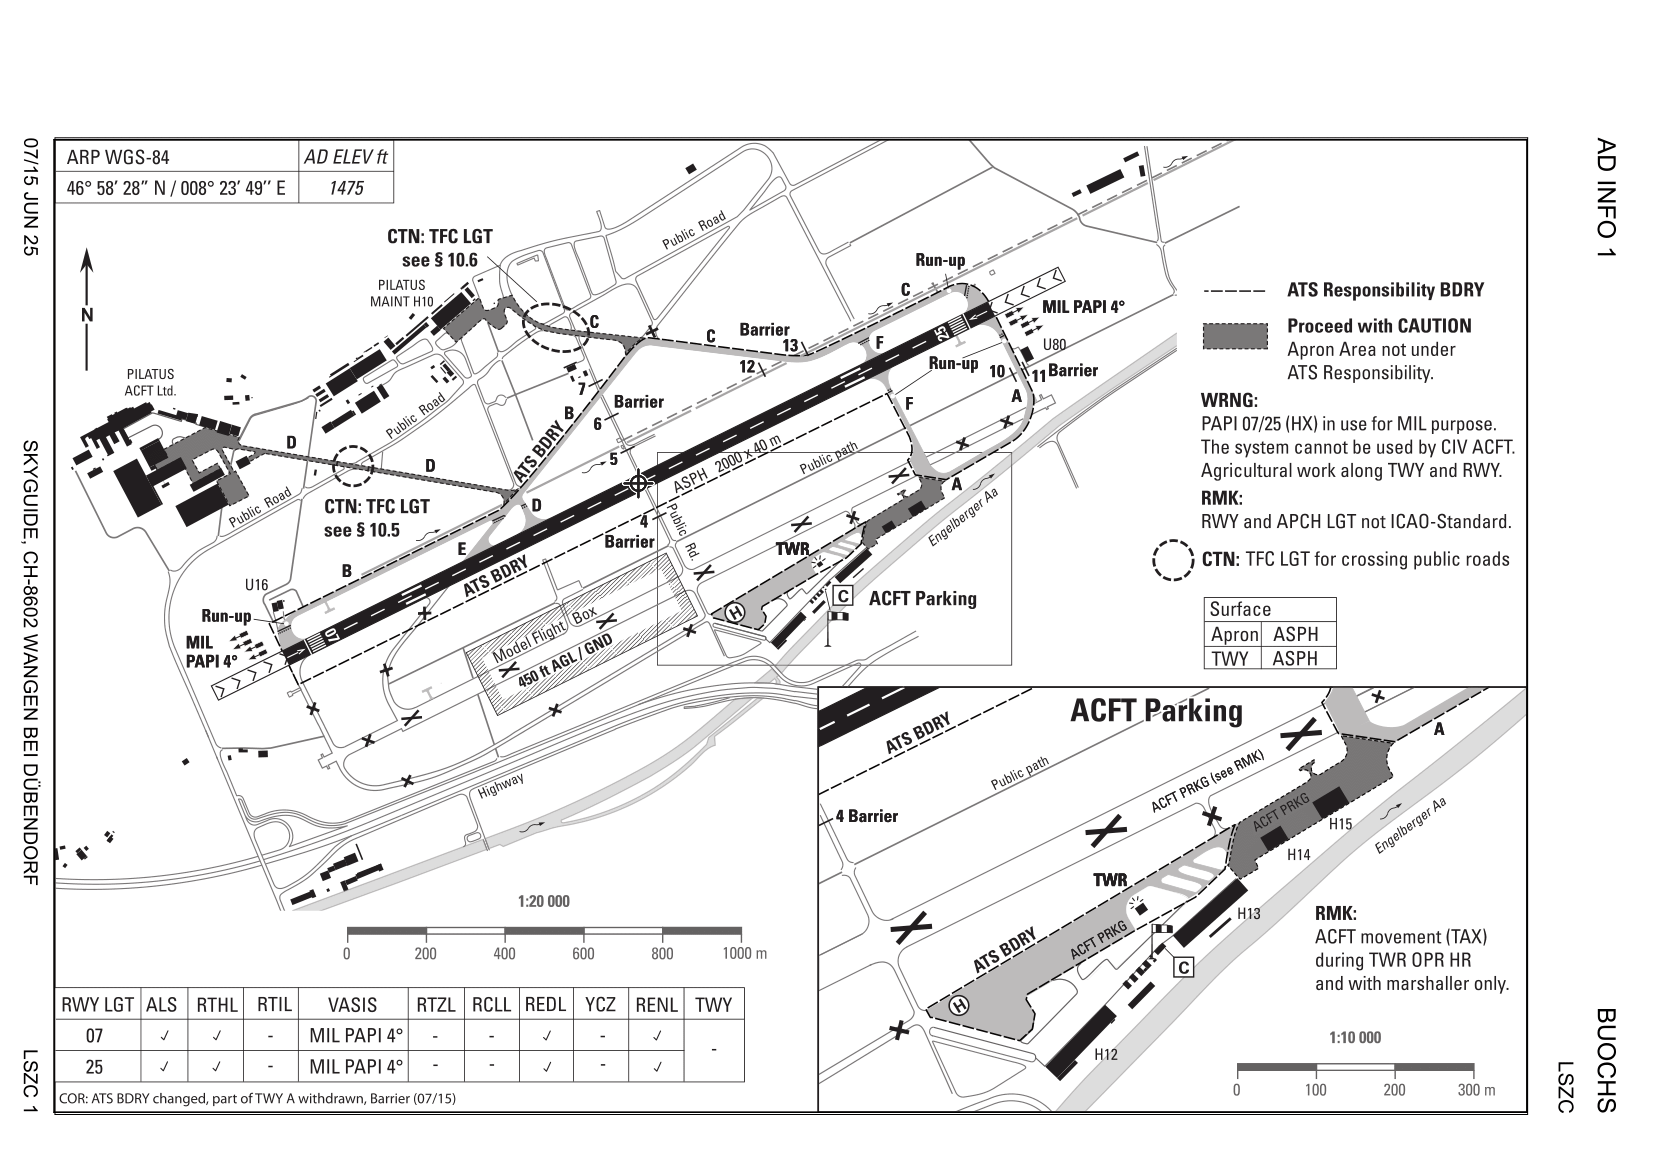 07/15 JUN 25
SKYGUIDE, CH-8602 WANGEN BEI DÜBENDORF
LSZC 1
AD INFO 1
BUOCHS
LSZC
ARP WGS-84
AD ELEV ft
46° 58′ 28″ N / 008° 23′ 49″ E
1475
N
CTN: TFC LGT
see § 10.6
PILATUS
MAINT H10
PILATUS
ACFT Ltd.
Public Road
Public Road
Public Road
CTN: TFC LGT
see § 10.5
C
C
C
Run-up
MIL PAPI 4°
Barrier
13
12
F
25
U80
Run-up
10
11
Barrier
7
Barrier
6
B
ATS BDRY
5
F
A
D
D
D
ASPH 2000 x 40 m
Public path
A
Engelberger Aa
4
Barrier
Public Rd.
E
ATS BDRY
TWR
B
U16
Run-up
07
MIL
PAPI 4°
Model Flight Box
450 ft AGL / GND
H
C
ACFT Parking
Highway
ATS Responsibility BDRY
Proceed with CAUTION
Apron Area not under
ATS Responsibility.
WRNG:
PAPI 07/25 (HX) in use for MIL purpose.
The system cannot be used by CIV ACFT.
Agricultural work along TWY and RWY.
RMK:
RWY and APCH LGT not ICAO-Standard.
CTN: TFC LGT for crossing public roads
Surface
Apron ASPH
TWY ASPH
1:20 000
0 200 400 600 800 1000 m
RWY LGT ALS RTHL RTIL VASIS RTZL RCLL REDL YCZ RENL TWY
07 ✓ ✓ - MIL PAPI 4° - - ✓ - ✓ -
25 ✓ ✓ - MIL PAPI 4° - - ✓ - ✓
COR: ATS BDRY changed, part of TWY A withdrawn, Barrier (07/15)
ACFT Parking
ATS BDRY
A
Public path
ACFT PRKG (see RMK)
4 Barrier
ACFT PRKG
H15
Engelberger Aa
H14
TWR
H13
ATS BDRY
ACFT PRKG
C
H
H12
RMK:
ACFT movement (TAX)
during TWR OPR HR
and with marshaller only.
1:10 000
0 100 200 300 m